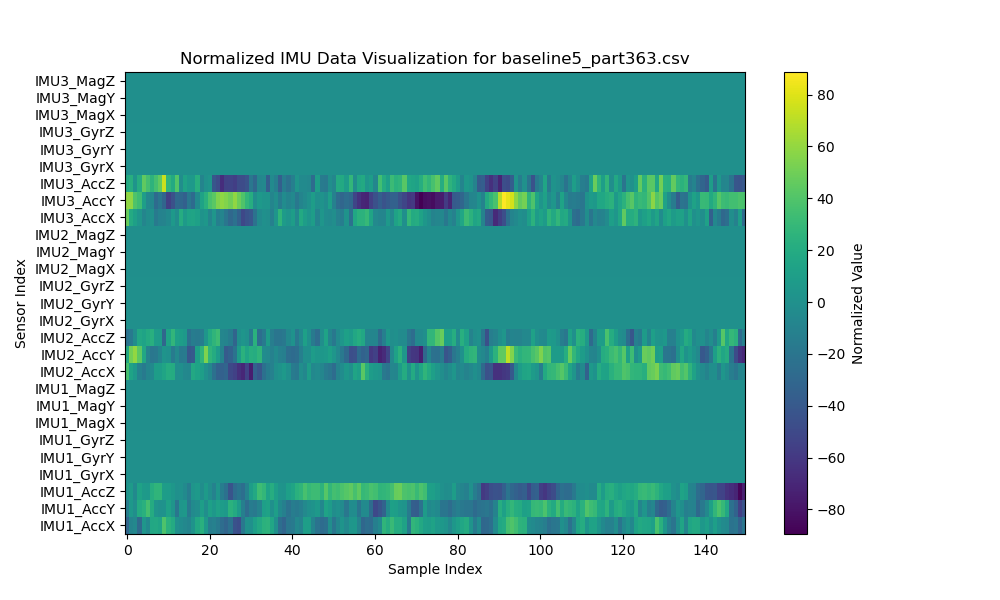 Normalized IMU Data Visualization for baseline5_part363.csv
IMU3_MagZ
IMU3_MagY
IMU3_MagX
IMU3_GyrZ
IMU3_GyrY
IMU3_GyrX
IMU3_AccZ
IMU3_AccY
IMU3_AccX
IMU2_MagZ
IMU2_MagY
IMU2_MagX
IMU2_GyrZ
IMU2_GyrY
IMU2_GyrX
IMU2_AccZ
IMU2_AccY
IMU2_AccX
IMU1_MagZ
IMU1_MagY
IMU1_MagX
IMU1_GyrZ
IMU1_GyrY
IMU1_GyrX
IMU1_AccZ
IMU1_AccY
IMU1_AccX
Sensor Index
0 20 40 60 80 100 120 140
Sample Index
80
60
40
20
0
−20
−40
−60
−80
Normalized Value